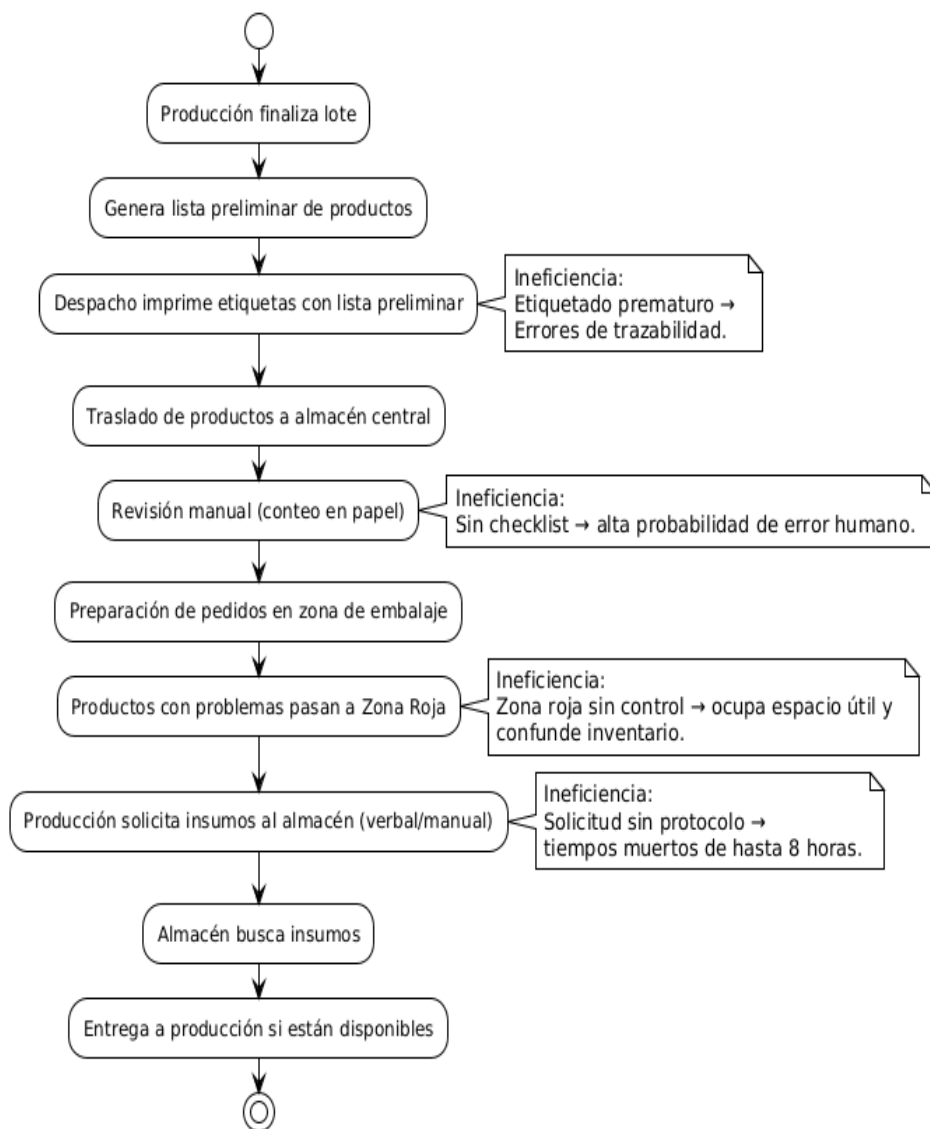 Producción finaliza lote
Genera lista preliminar de productos
Despacho imprime etiquetas con lista preliminar
Ineficiencia:
Etiquetado prematuro →
Errores de trazabilidad.
Traslado de productos a almacén central
Revisión manual (conteo en papel)
Ineficiencia:
Sin checklist → alta probabilidad de error humano.
Preparación de pedidos en zona de embalaje
Productos con problemas pasan a Zona Roja
Ineficiencia:
Zona roja sin control → ocupa espacio útil y
confunde inventario.
Producción solicita insumos al almacén (verbal/manual)
Ineficiencia:
Solicitud sin protocolo →
tiempos muertos de hasta 8 horas.
Almacén busca insumos
Entrega a producción si están disponibles